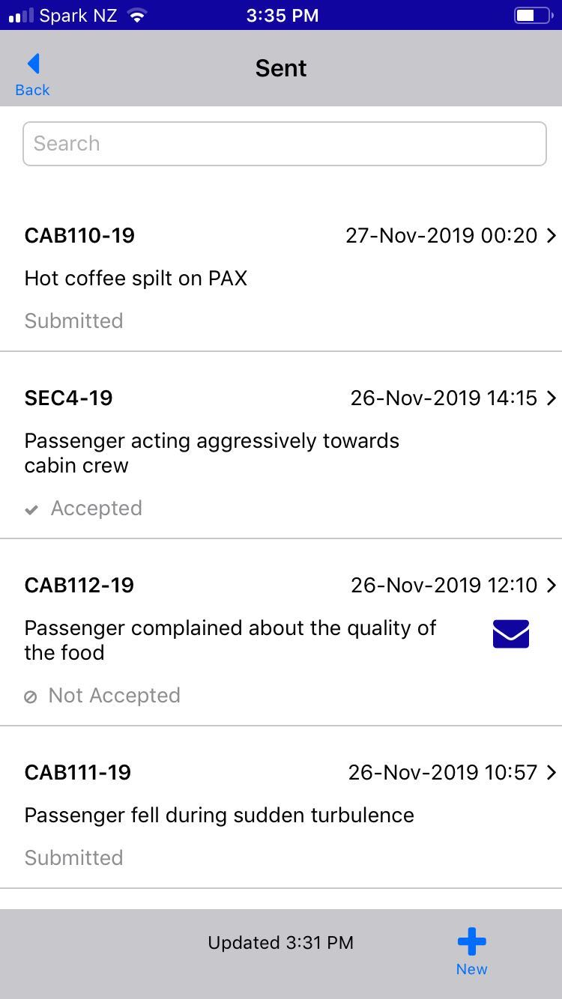 Spark NZ 3:35 PM
Sent
Back
Search
CAB110-19 27-Nov-2019 00:20
Hot coffee spilt on PAX
Submitted
SEC4-19 26-Nov-2019 14:15
Passenger acting aggressively towards
cabin crew
Accepted
CAB112-19 26-Nov-2019 12:10
Passenger complained about the quality of
the food
Not Accepted
CAB111-19 26-Nov-2019 10:57
Passenger fell during sudden turbulence
Submitted
Updated 3:31 PM
New